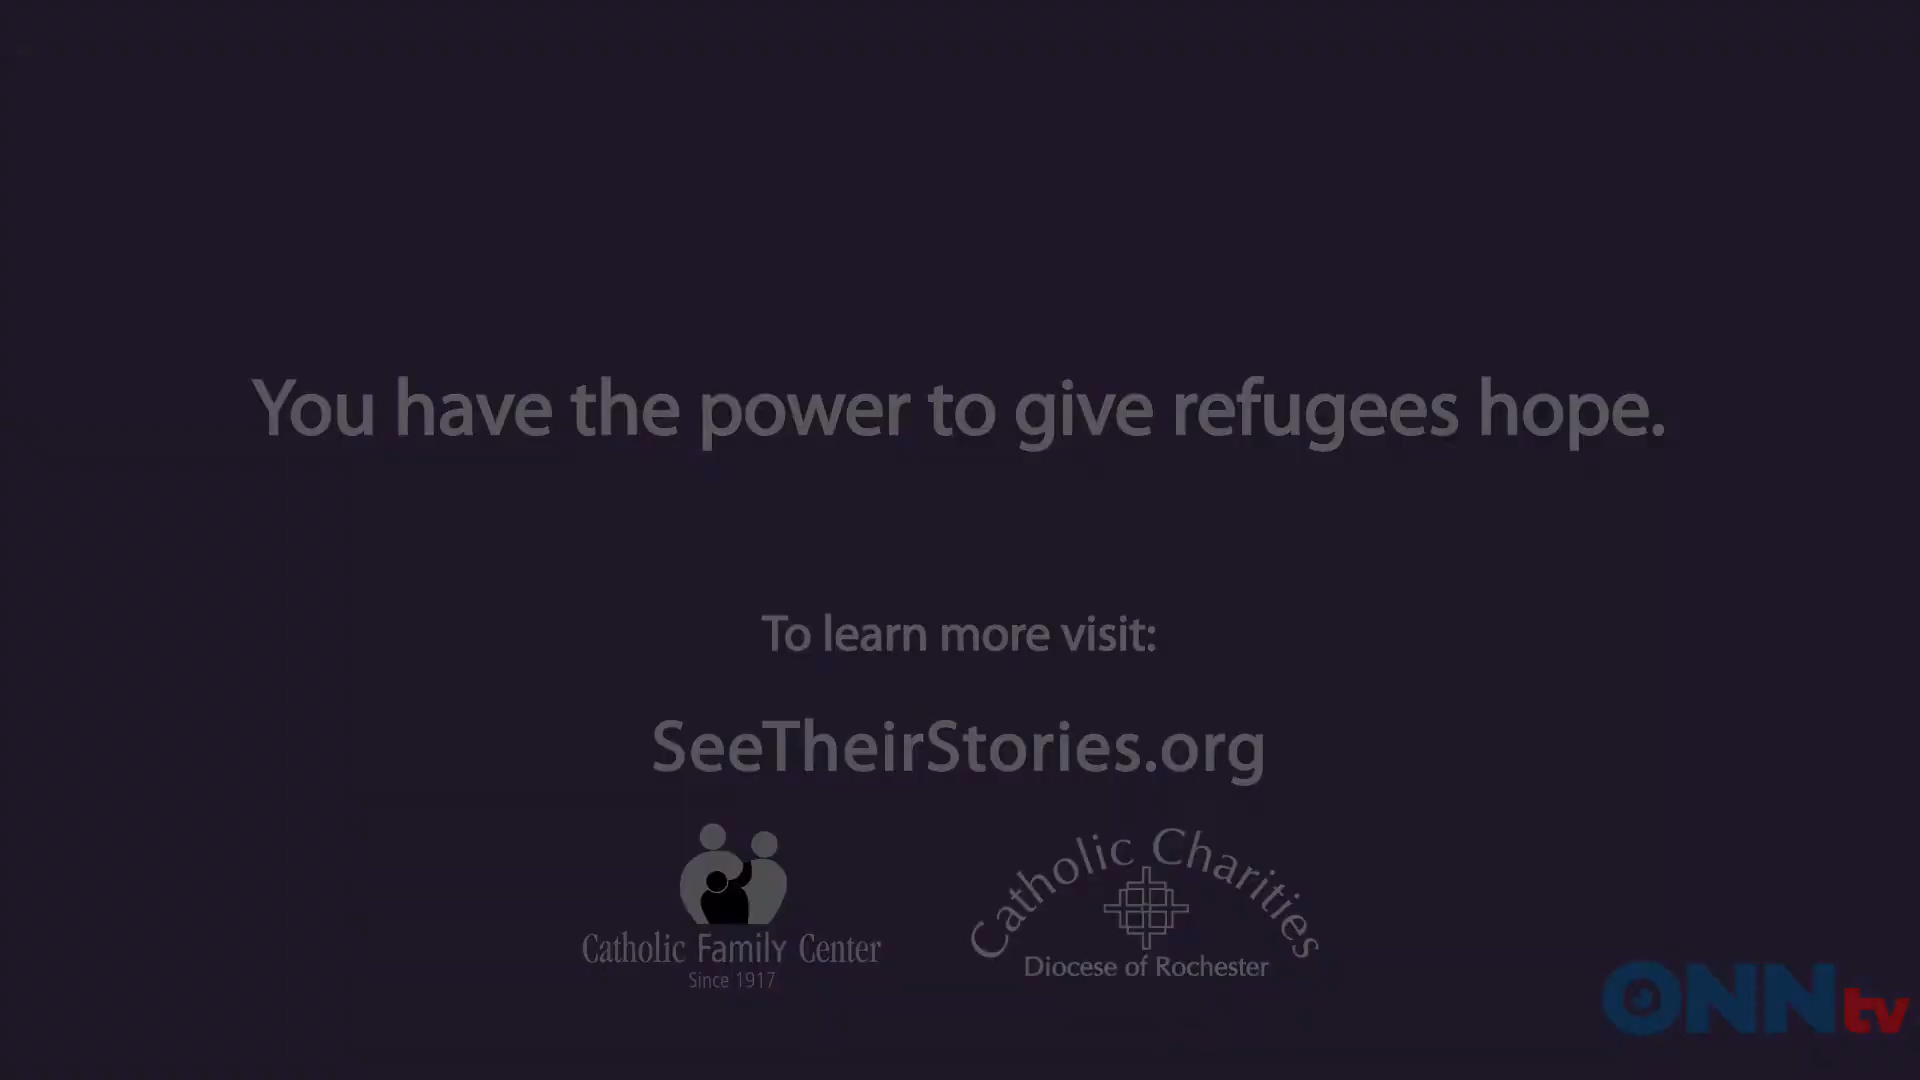 You have the power to give refugees hope.
To learn more visit:
SeeTheirStories.org
Catholic Family Center
Since 1917
Catholic Charities
Diocese of Rochester
ONNtv